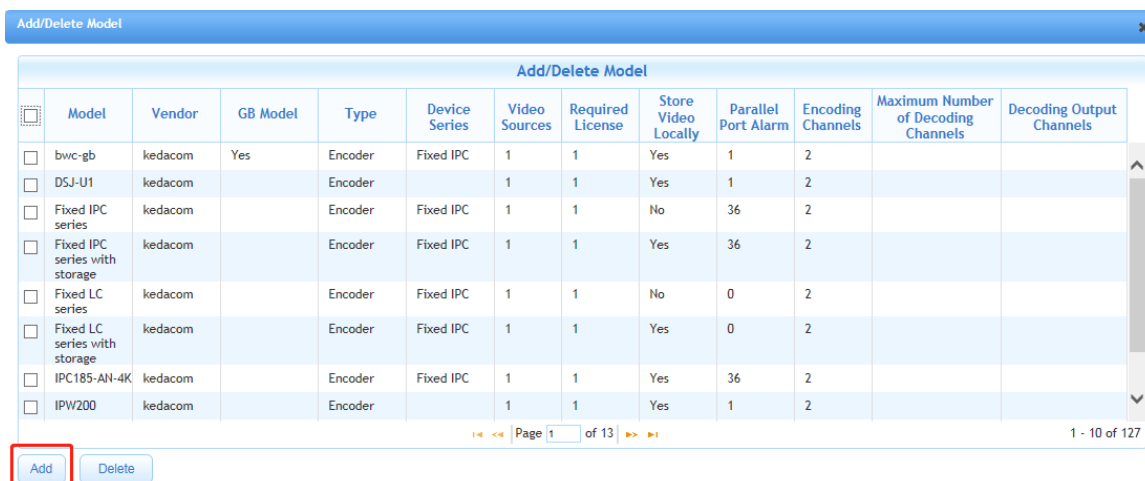 Add/Delete Model
Add/Delete Model
Model Vendor GB Model Type Device Series Video Sources Required License Store Video Locally Parallel Port Alarm Encoding Channels Maximum Number of Decoding Channels Decoding Output Channels
bwc-gb kedacom Yes Encoder Fixed IPC 1 1 Yes 1 2
DSJ-U1 kedacom Encoder 1 1 Yes 1 2
Fixed IPC series kedacom Encoder Fixed IPC 1 1 No 36 2
Fixed IPC series with storage kedacom Encoder Fixed IPC 1 1 Yes 36 2
Fixed LC series kedacom Encoder Fixed IPC 1 1 No 0 2
Fixed LC series with storage kedacom Encoder Fixed IPC 1 1 Yes 0 2
IPC185-AN-4K kedacom Encoder Fixed IPC 1 1 Yes 36 2
IPW200 kedacom Encoder 1 1 Yes 1 2
Page 1 of 13 1 - 10 of 127
Add Delete